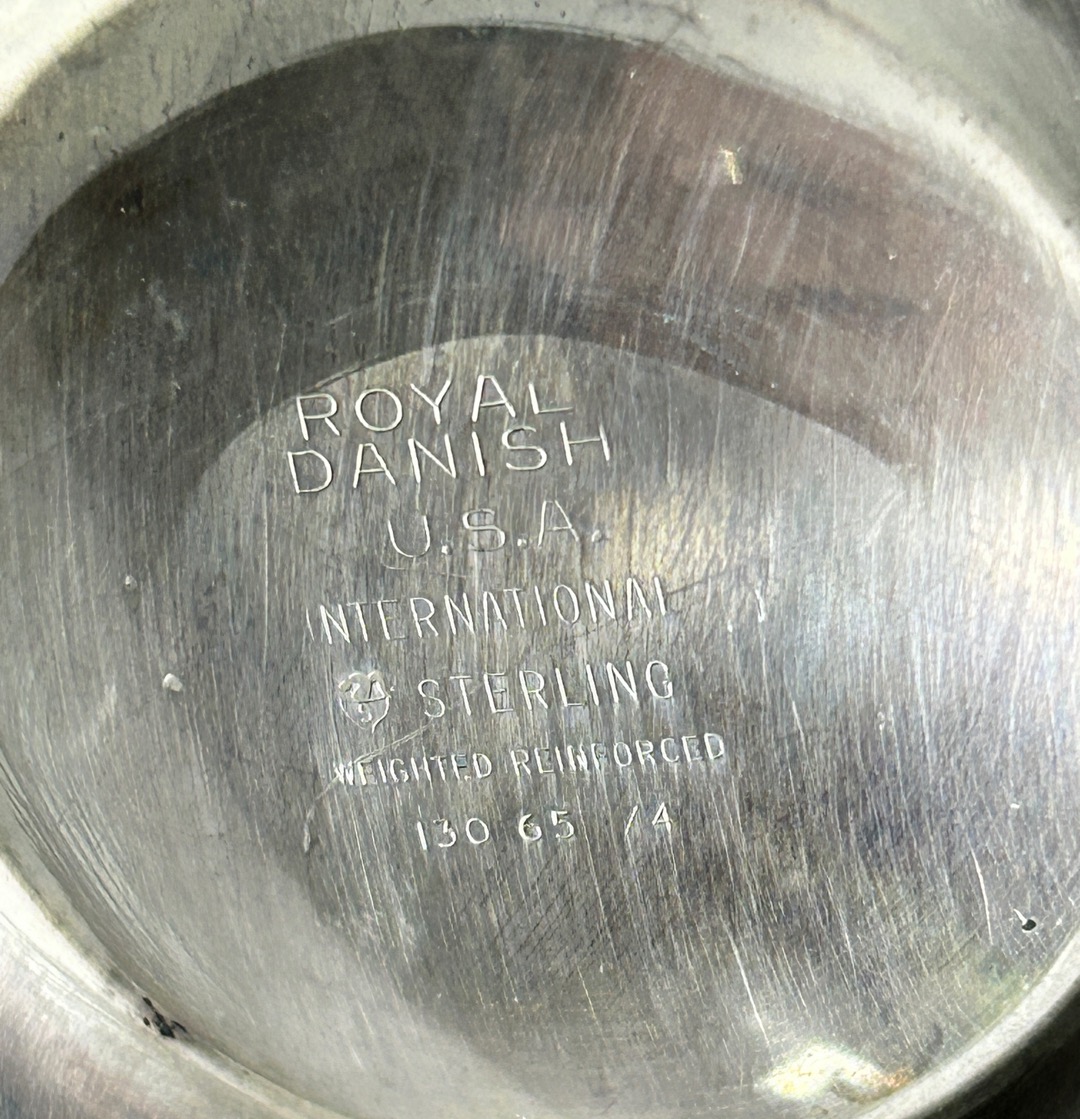 ROYAL
DANISH
U.S.A.
INTERNATIONAL
STERLING
WEIGHTED REINFORCED
130 65 /4